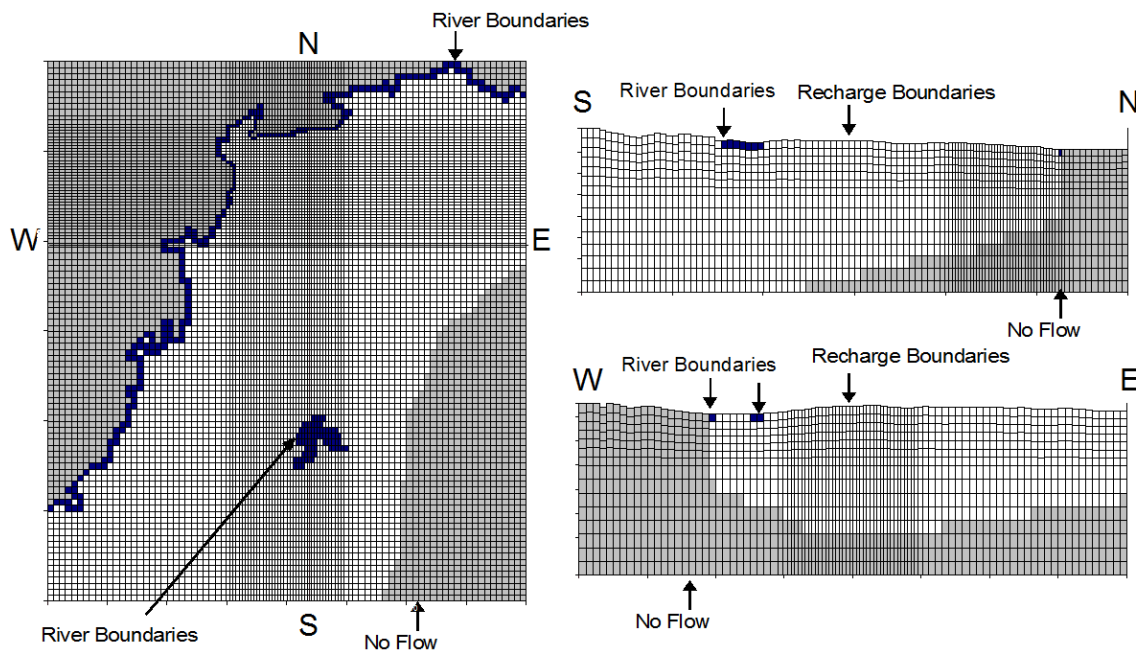 River Boundaries
N
W
E
River Boundaries
S
No Flow
River Boundaries
Recharge Boundaries
S
N
No Flow
River Boundaries
Recharge Boundaries
W
E
No Flow